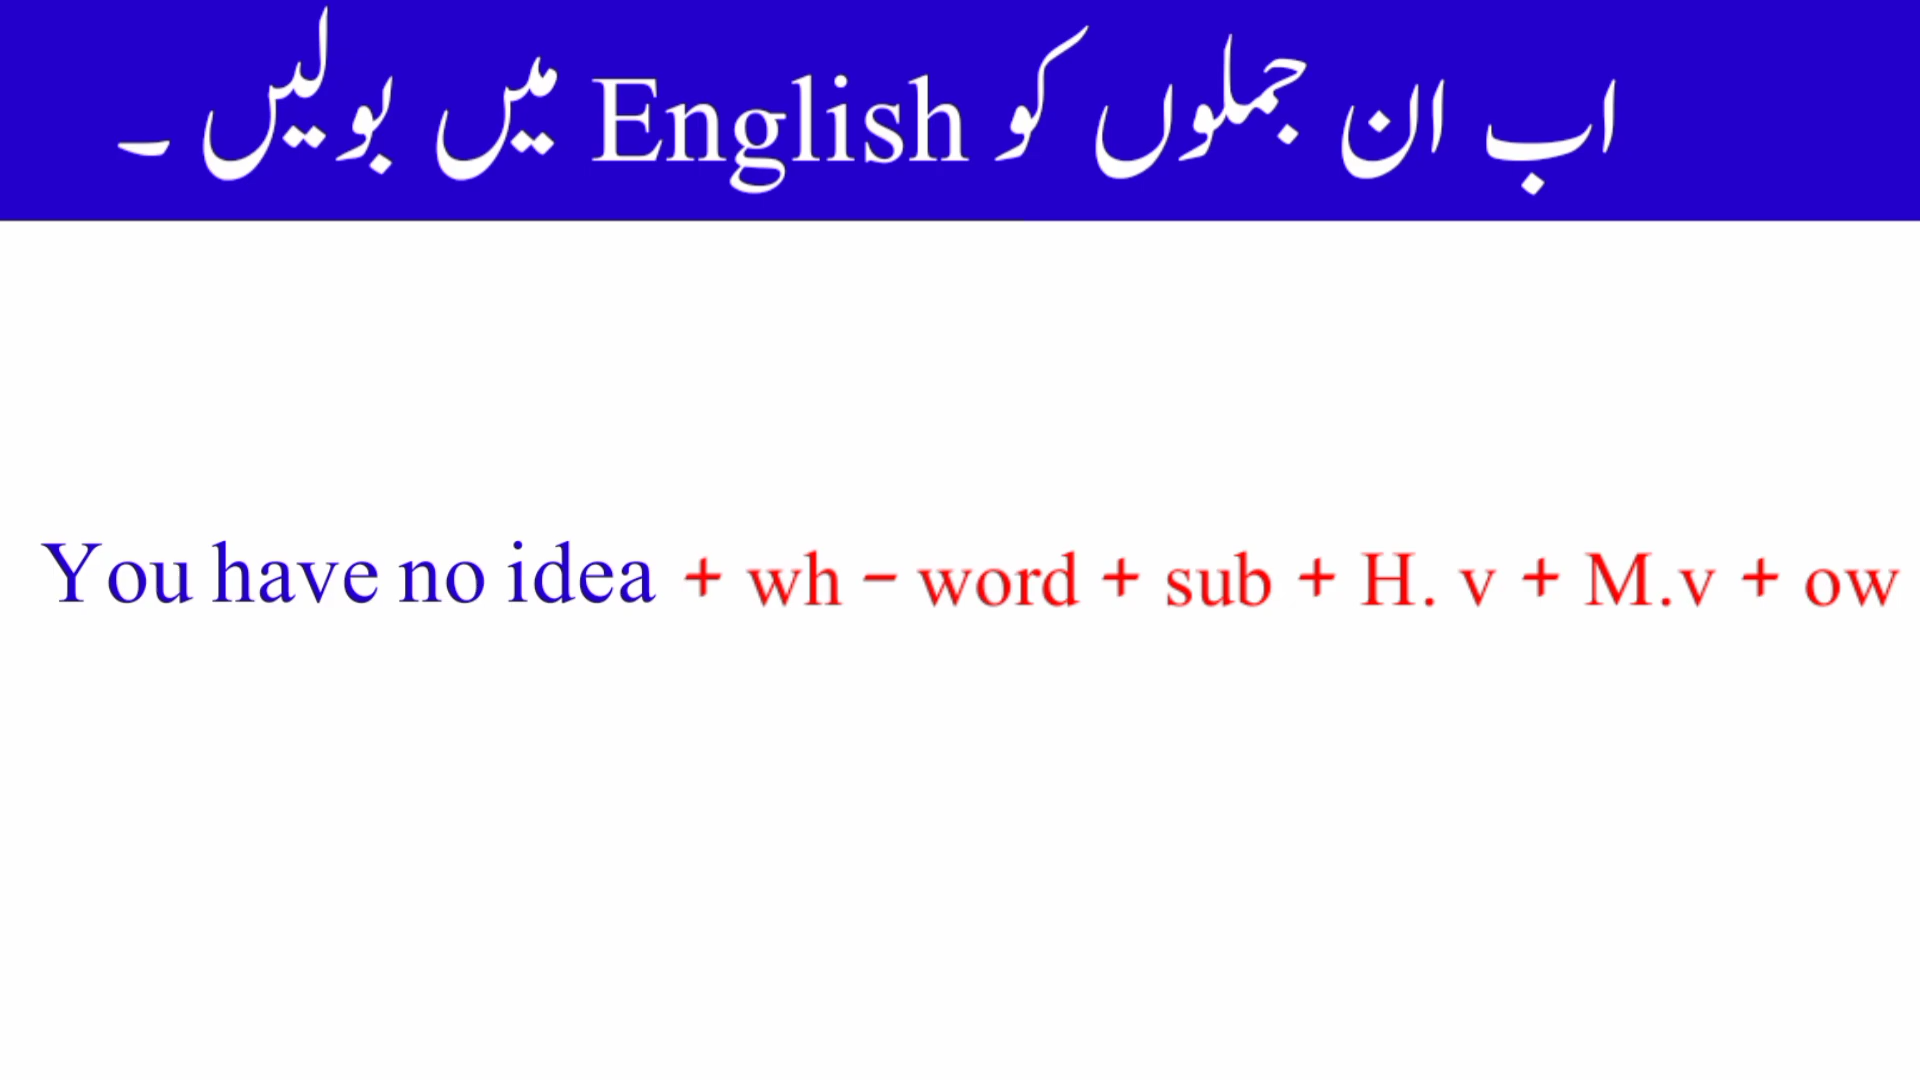 اب ان جملوں کو English میں بولیں ۔
You have no idea + wh – word + sub + H. v + M.v + ow